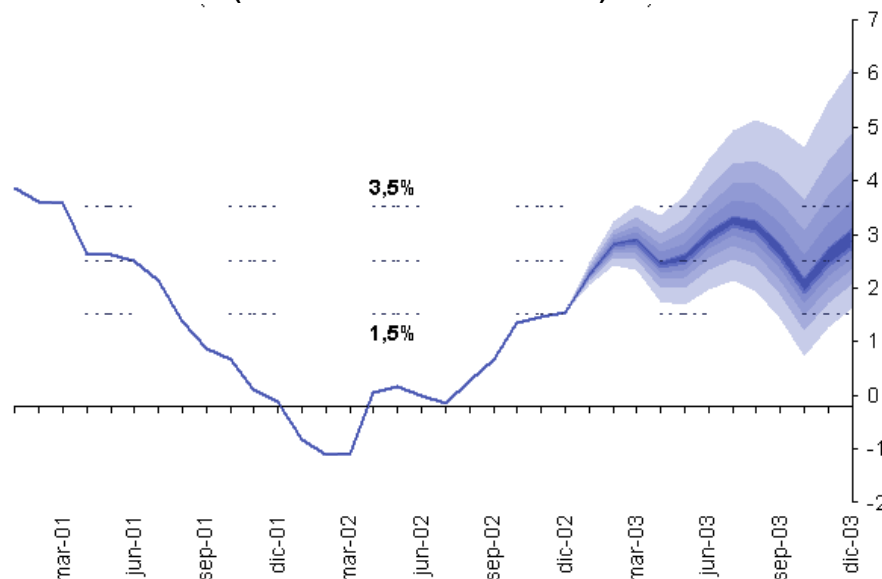 7
6
5
4
3,5%
3
2
1,5%
1
0
-1
-2
mar-01
jun-01
sep-01
dic-01
mar-02
jun-02
sep-02
dic-02
mar-03
jun-03
sep-03
dic-03